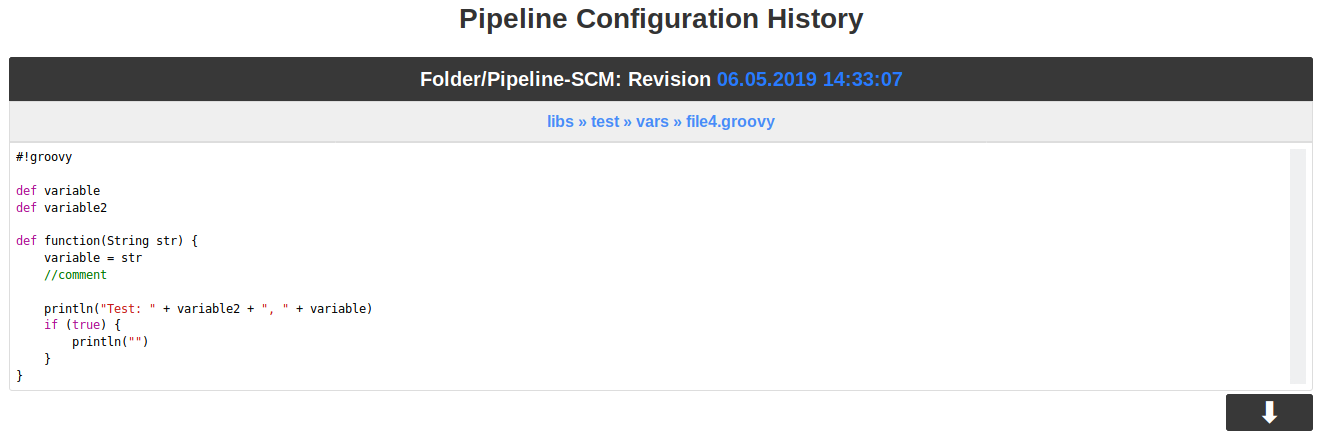 Pipeline Configuration History
Folder/Pipeline-SCM: Revision 06.05.2019 14:33:07
libs » test » vars » file4.groovy
#!groovy

def variable
def variable2

def function(String str) {
    variable = str
    //comment

    println("Test: " + variable2 + ", " + variable)
    if (true) {
        println("")
    }
}